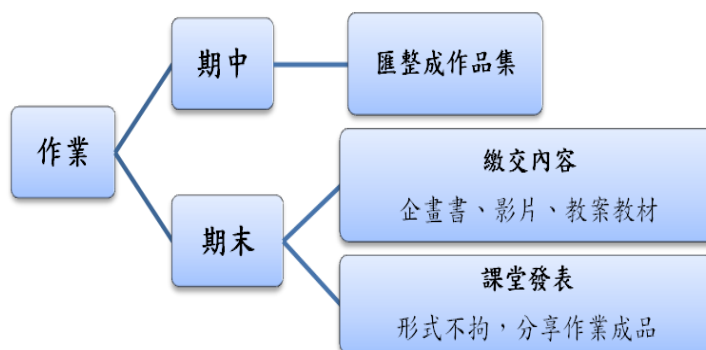 作業
期中
匯整成作品集
期末
繳交內容
企畫書、影片、教案教材
課堂發表
形式不拘，分享作業成品